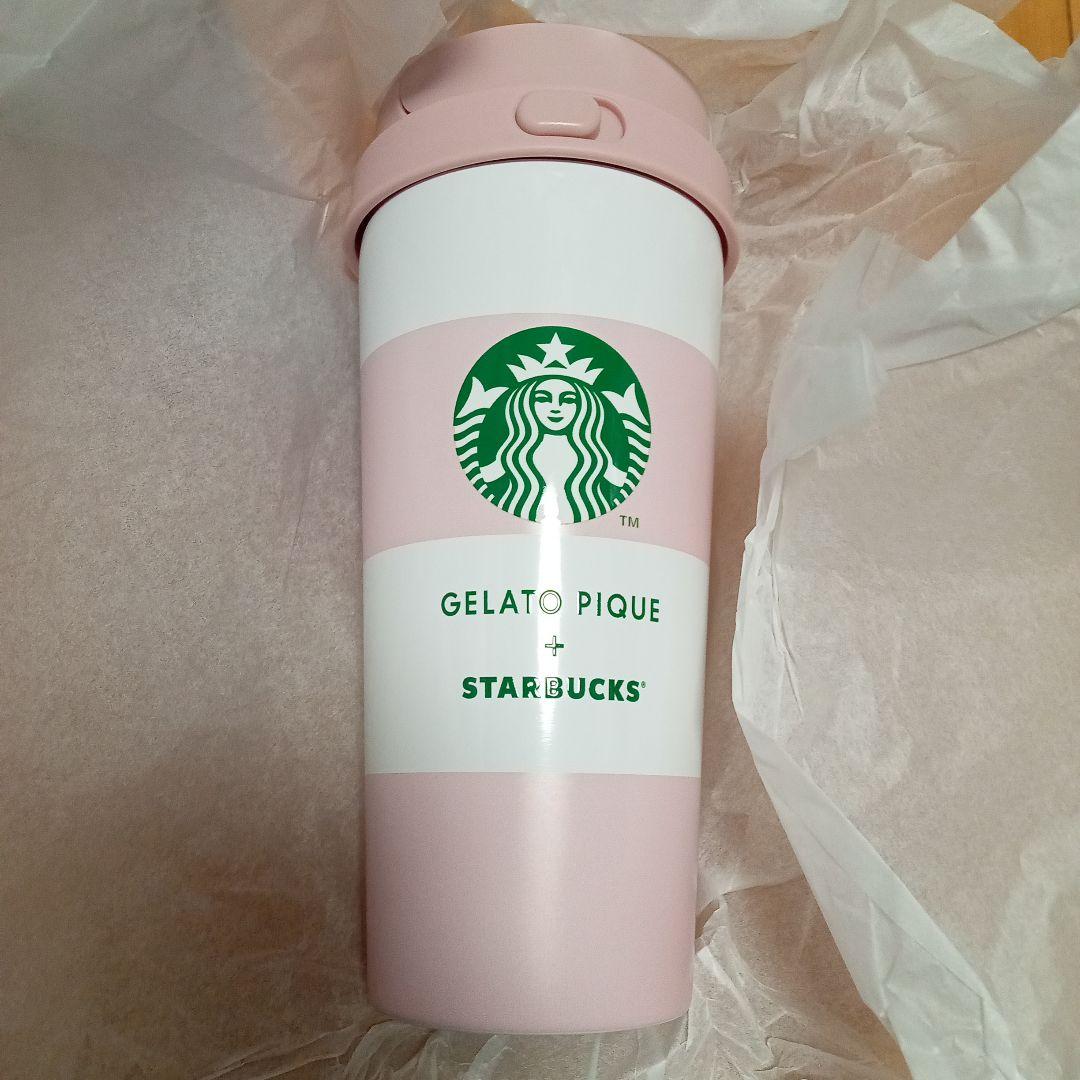 TM
GELATO PIQUE
+
STARBUCKS®